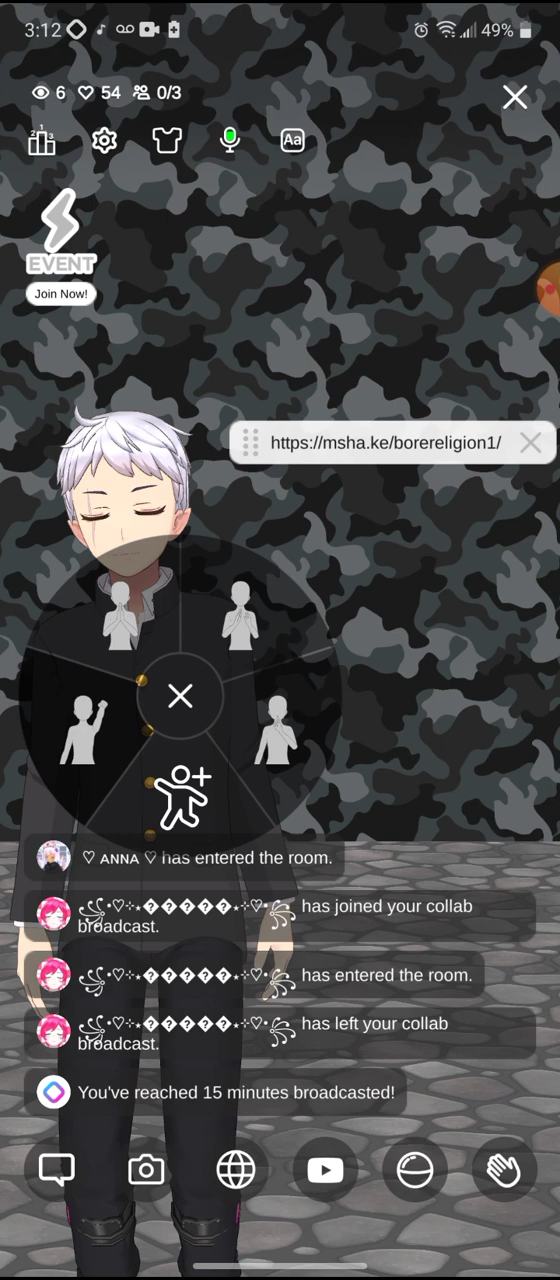 3:12
49%
6 54 0/3
Aa
EVENT
Join Now!
https://msha.ke/borereligion1/
♡ ᴀɴɴᴀ ♡ has entered the room.
has joined your collab
broadcast.
has entered the room.
has left your collab
broadcast.
You've reached 15 minutes broadcasted!